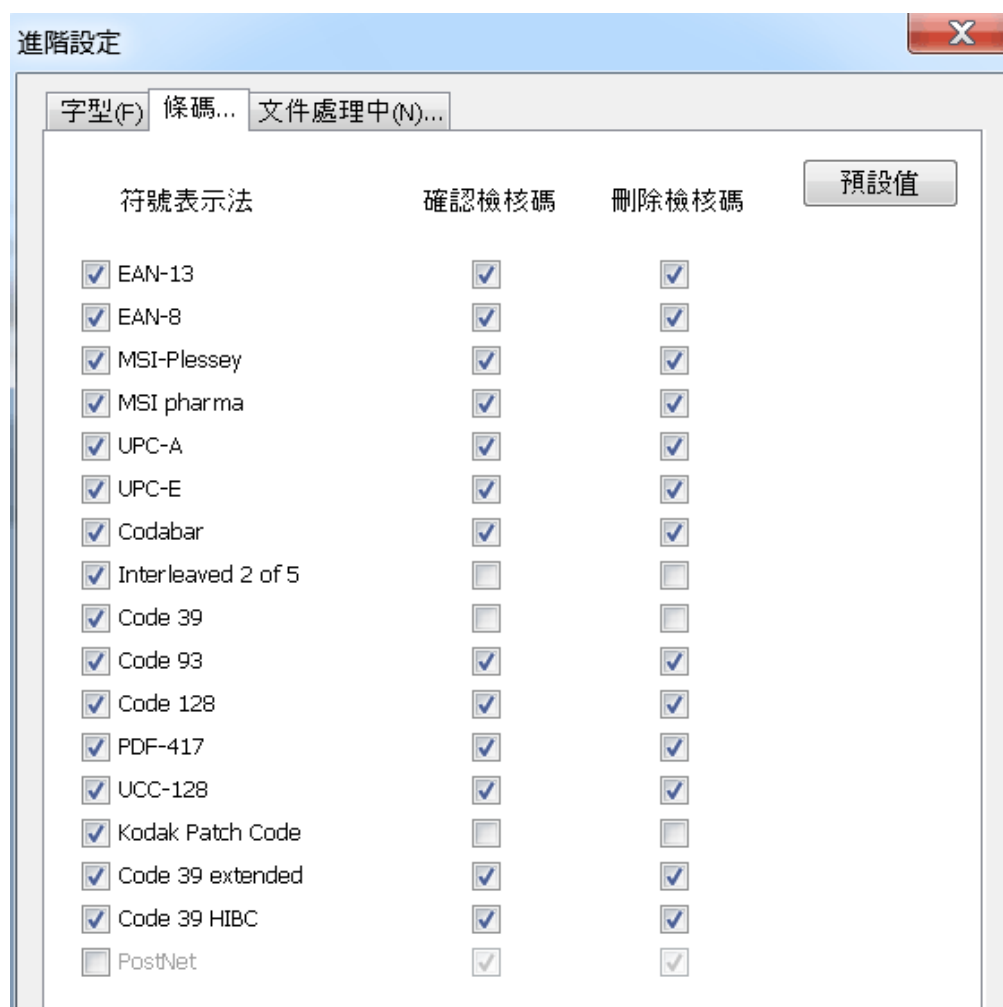 進階設定
字型(F) 條碼... 文件處理中(N)...
預設值
符號表示法 確認檢核碼 刪除檢核碼
EAN-13
EAN-8
MSI-Plessey
MSI pharma
UPC-A
UPC-E
Codabar
Interleaved 2 of 5
Code 39
Code 93
Code 128
PDF-417
UCC-128
Kodak Patch Code
Code 39 extended
Code 39 HIBC
PostNet